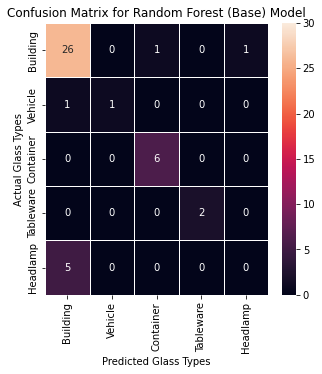 Confusion Matrix for Random Forest (Base) Model
Actual Glass Types
Building
26 0 1 0 1
Vehicle
1 1 0 0 0
Container
0 0 6 0 0
Tableware
0 0 0 2 0
Headlamp
5 0 0 0 0
Building
Vehicle
Container
Tableware
Headlamp
Predicted Glass Types
30
25
20
15
10
5
0